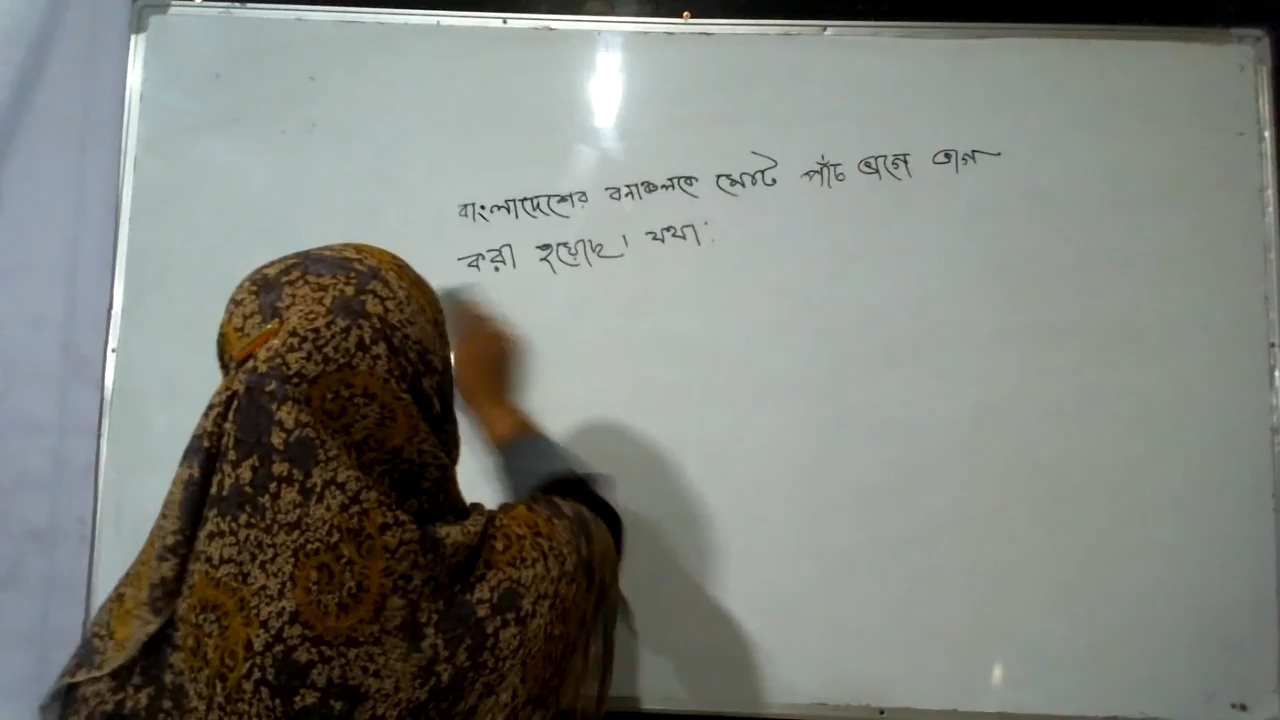 বাংলাদেশের বনাঞ্চলকে মোট পাঁচ ভাগে ভাগ
করা হয়েছে। যথা: